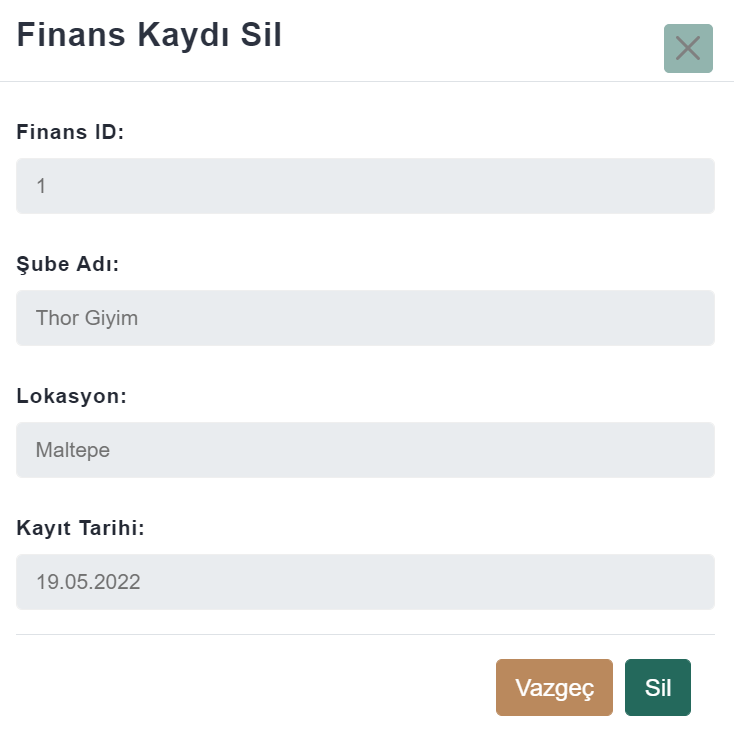 Finans Kaydı Sil
Finans ID:
1
Şube Adı:
Thor Giyim
Lokasyon:
Maltepe
Kayıt Tarihi:
19.05.2022
Vazgeç Sil